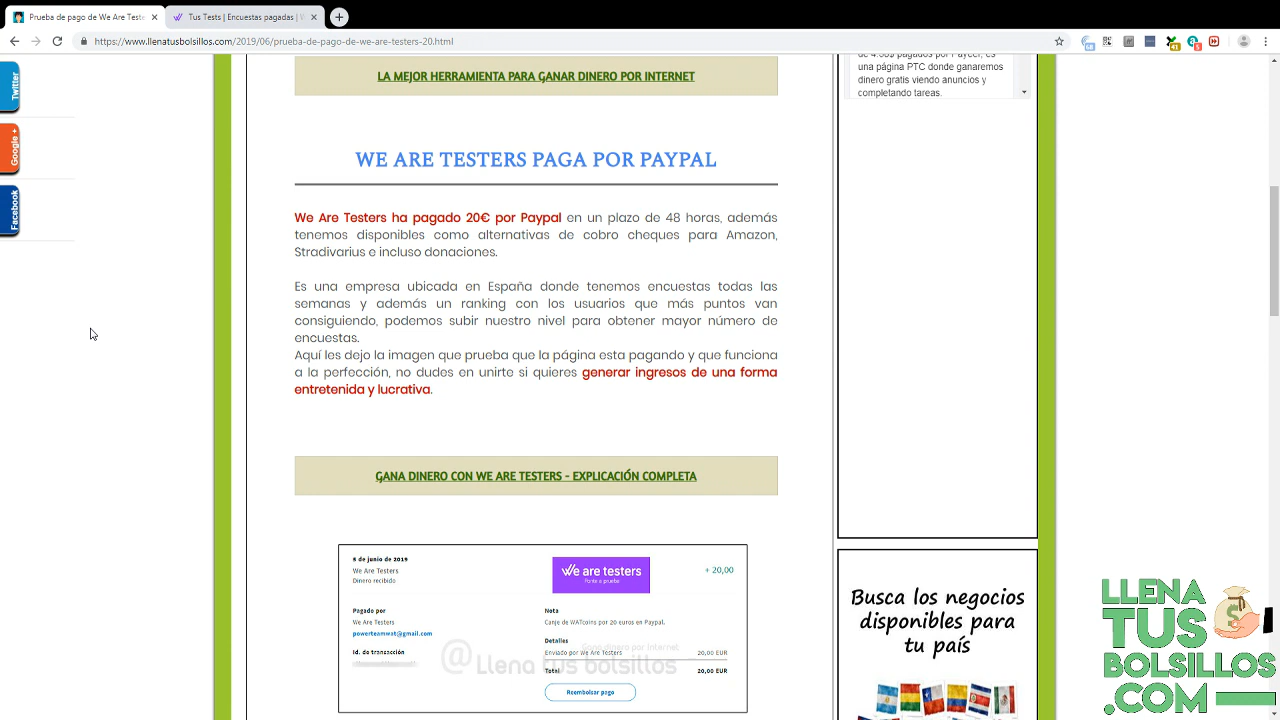 Prueba de pago de We Are Teste
Tus Tests | Encuestas pagadas | W
https://www.llenatusbolsillos.com/2019/06/prueba-de-pago-de-we-are-testers-20.html
Twitter
Google +
Facebook
LA MEJOR HERRAMIENTA PARA GANAR DINERO POR INTERNET
WE ARE TESTERS PAGA POR PAYPAL
We Are Testers ha pagado 20€ por Paypal en un plazo de 48 horas, además
tenemos disponibles como alternativas de cobro cheques para Amazon,
Stradivarius e incluso donaciones.
Es una empresa ubicada en España donde tenemos encuestas todas las
semanas y además un ranking con los usuarios que más puntos van
consiguiendo, podemos subir nuestro nivel para obtener mayor número de
encuestas.
Aquí les dejo la imagen que prueba que la página esta pagando y que funciona
a la perfección, no dudes en unirte si quieres generar ingresos de una forma
entretenida y lucrativa.
GANA DINERO CON WE ARE TESTERS - EXPLICACIÓN COMPLETA
5 de junio de 2019
We Are Testers
Dinero recibido
We are testers
Ponte a prueba
+ 20,00
Pagado por
We Are Testers
powerteamwat@gmail.com
Id. de transacción
Nota
Canje de WATcoins por 20 euros en Paypal.
Detalles
Enviado por We Are Testers 20,00 EUR
Total 20,00 EUR
Reembolsar pago
Gana dinero por Internet
@Llena tus bolsillos
una página PTC donde ganaremos
dinero gratis viendo anuncios y
completando tareas.
Busca los negocios
disponibles para
tu país
LLENA
TUS
BOLSILLOS
.COM